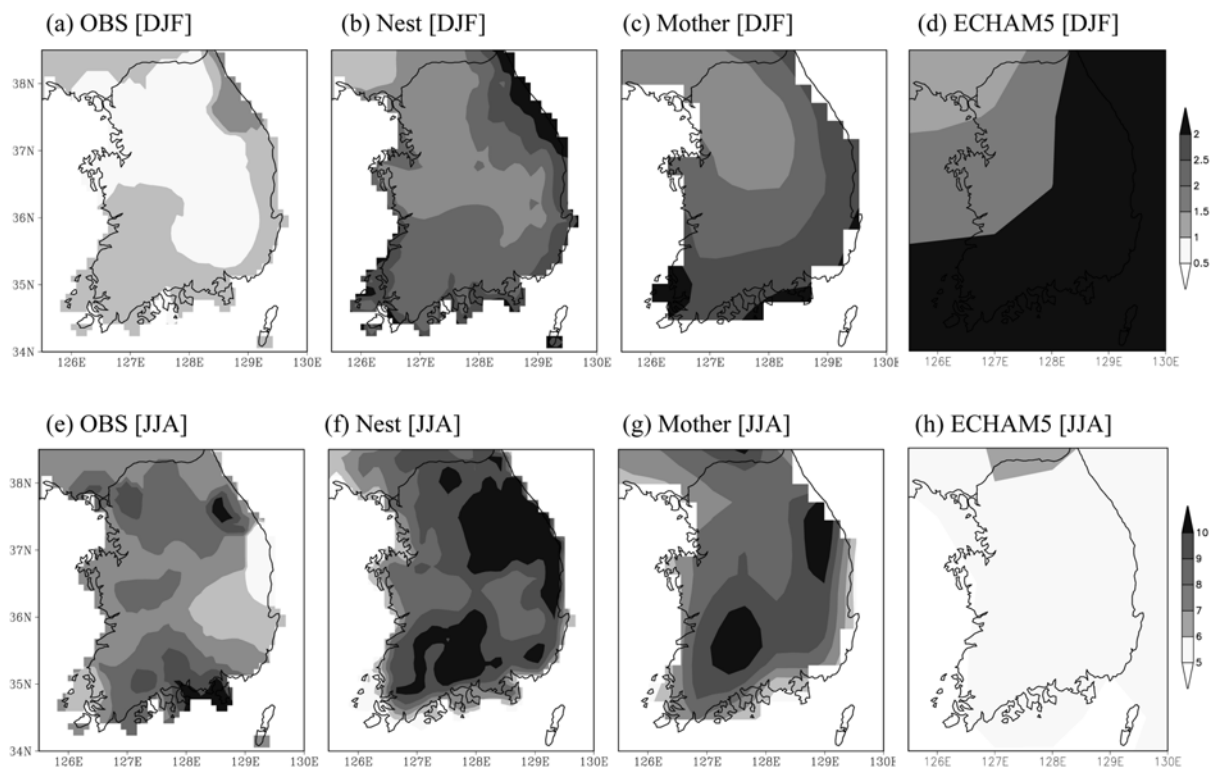 (a) OBS [DJF] (b) Nest [DJF] (c) Mother [DJF] (d) ECHAM5 [DJF]
38N
37N
36N
35N
34N
2
2.5
2
1.5
1
0.5
126E 127E 128E 129E 130E 126E 127E 128E 129E 130E 126E 127E 128E 129E 130E 126E 127E 128E 129E 130E
(e) OBS [JJA] (f) Nest [JJA] (g) Mother [JJA] (h) ECHAM5 [JJA]
38N
37N
36N
35N
34N
10
9
8
7
6
5
126E 127E 128E 129E 130E 126E 127E 128E 129E 130E 126E 127E 128E 129E 130E 126E 127E 128E 129E 130E